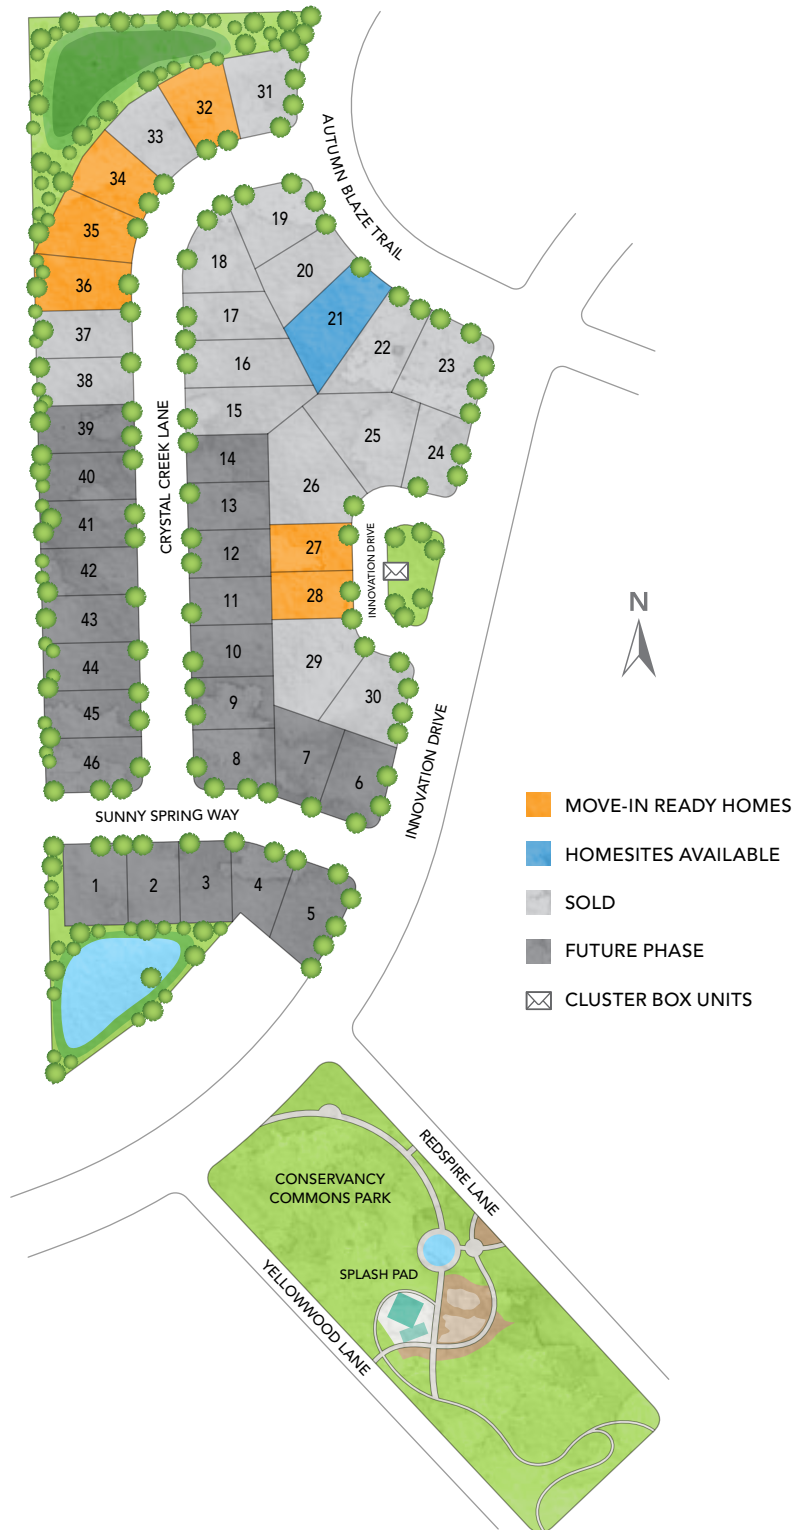 31
32
33
AUTUMN BLAZE TRAIL
34
19
35
18
20
36
17
21
37
22
16
23
38
15
39
25
24
14
40
26
CRYSTAL CREEK LANE
13
41
27
12
INNOVATION DRIVE
42
28
11
43
N
10
29
44
30
9
45
8
7
46
6
INNOVATION DRIVE
SUNNY SPRING WAY
MOVE-IN READY HOMES
HOMESITES AVAILABLE
1
2
3
4
5
SOLD
FUTURE PHASE
CLUSTER BOX UNITS
REDSPIRE LANE
CONSERVANCY
COMMONS PARK
SPLASH PAD
YELLOWWOOD LANE